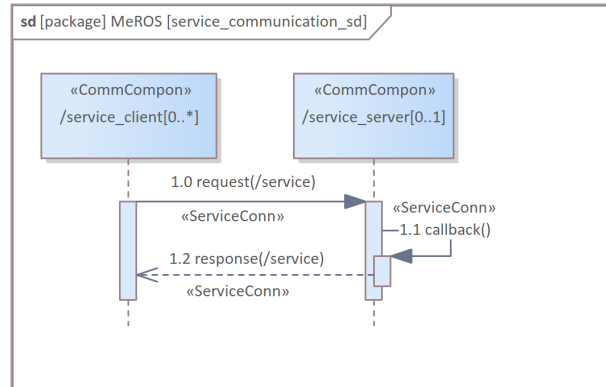 sd [package] MeROS [service_communication_sd]
«CommCompon»
/service_client[0..*]
«CommCompon»
/service_server[0..1]
1.0 request(/service)
«ServiceConn»
«ServiceConn»
1.1 callback()
1.2 response(/service)
«ServiceConn»